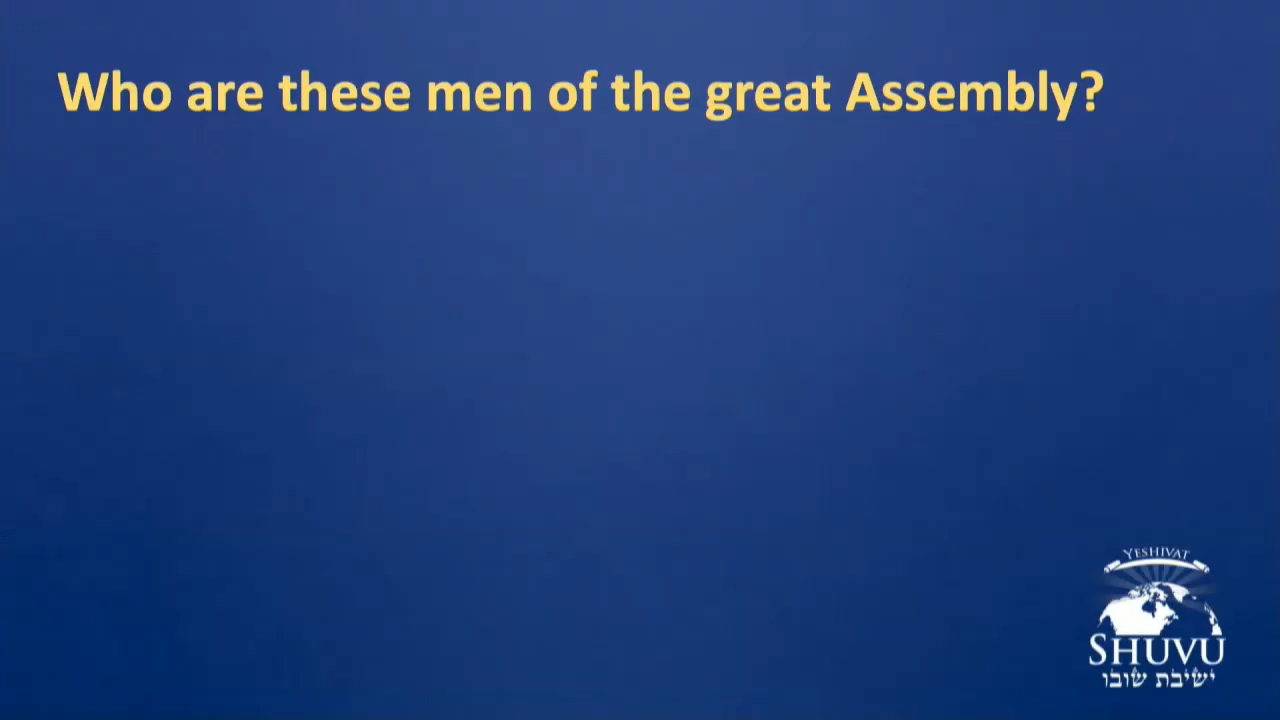 Who are these men of the great Assembly?
YESHIVAT
SHUVU
ישיבת שובו